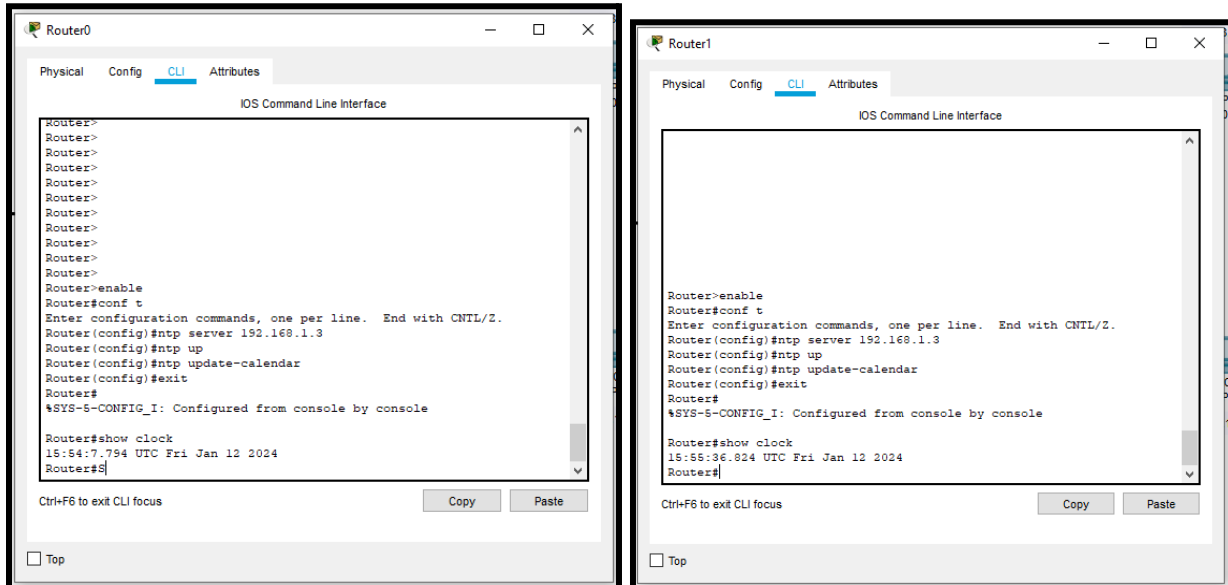 Router0
Physical Config CLI Attributes
IOS Command Line Interface
Router>
Router>
Router>
Router>
Router>
Router>
Router>
Router>
Router>
Router>
Router>
Router>enable
Router#conf t
Enter configuration commands, one per line. End with CNTL/Z.
Router(config)#ntp server 192.168.1.3
Router(config)#ntp up
Router(config)#ntp update-calendar
Router(config)#exit
Router#
%SYS-5-CONFIG_I: Configured from console by console
Router#show clock
15:54:7.794 UTC Fri Jan 12 2024
Router#S
Ctrl+F6 to exit CLI focus
Copy Paste
Top
Router1
Physical Config CLI Attributes
IOS Command Line Interface
Router>enable
Router#conf t
Enter configuration commands, one per line. End with CNTL/Z.
Router(config)#ntp server 192.168.1.3
Router(config)#ntp up
Router(config)#ntp update-calendar
Router(config)#exit
Router#
%SYS-5-CONFIG_I: Configured from console by console
Router#show clock
15:55:36.824 UTC Fri Jan 12 2024
Router#
Ctrl+F6 to exit CLI focus
Copy Paste
Top